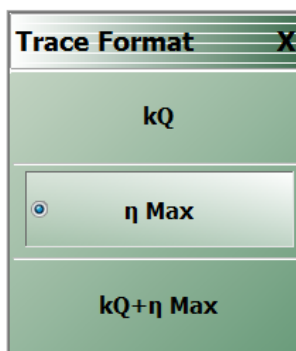 Trace Format X
kQ
η Max
kQ+η Max